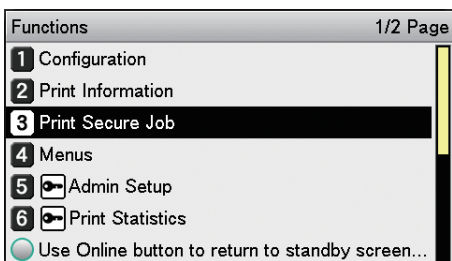 Functions 1/2 Page
1 Configuration
2 Print Information
3 Print Secure Job
4 Menus
5 Admin Setup
6 Print Statistics
Use Online button to return to standby screen...